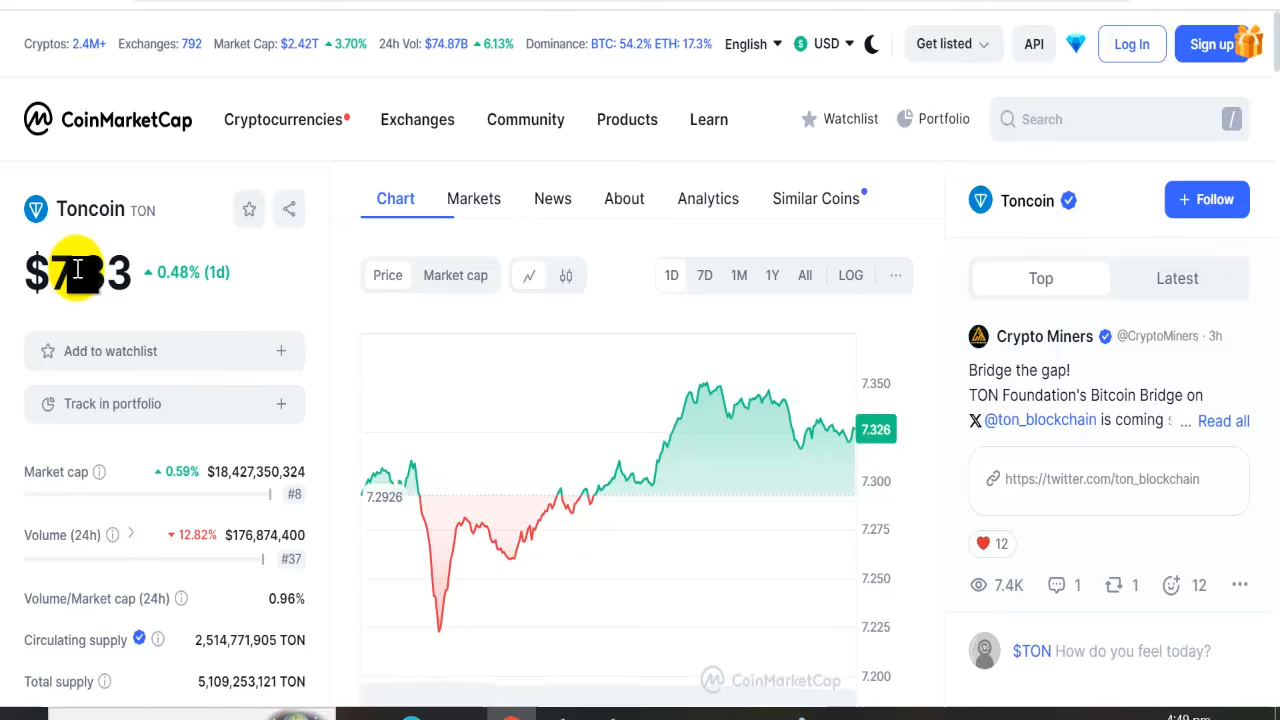 Cryptos: 2.4M+ Exchanges: 792 Market Cap: $2.42T 3.70% 24h Vol: $74.87B 6.13% Dominance: BTC: 54.2% ETH: 17.3% English USD Get listed API Log In Sign up
CoinMarketCap Cryptocurrencies Exchanges Community Products Learn Watchlist Portfolio Search /
Toncoin TON
0.48% (1d)
Add to watchlist +
Track in portfolio +
Market cap 0.59% $18,427,350,324
#8
Volume (24h) 12.82% $176,874,400
#37
Volume/Market cap (24h) 0.96%
Circulating supply 2,514,771,905 TON
Total supply 5,109,253,121 TON
Chart Markets News About Analytics Similar Coins
Price Market cap 1D 7D 1M 1Y All LOG ...
7.350
7.326
7.300
7.2926
7.275
7.250
7.225
7.200
CoinMarketCap
Toncoin + Follow
Top Latest
Crypto Miners @CryptoMiners · 3h
Bridge the gap!
TON Foundation's Bitcoin Bridge on
X @ton_blockchain is coming ... Read all
https://twitter.com/ton_blockchain
12
7.4K 1 1 12 ...
$TON How do you feel today?